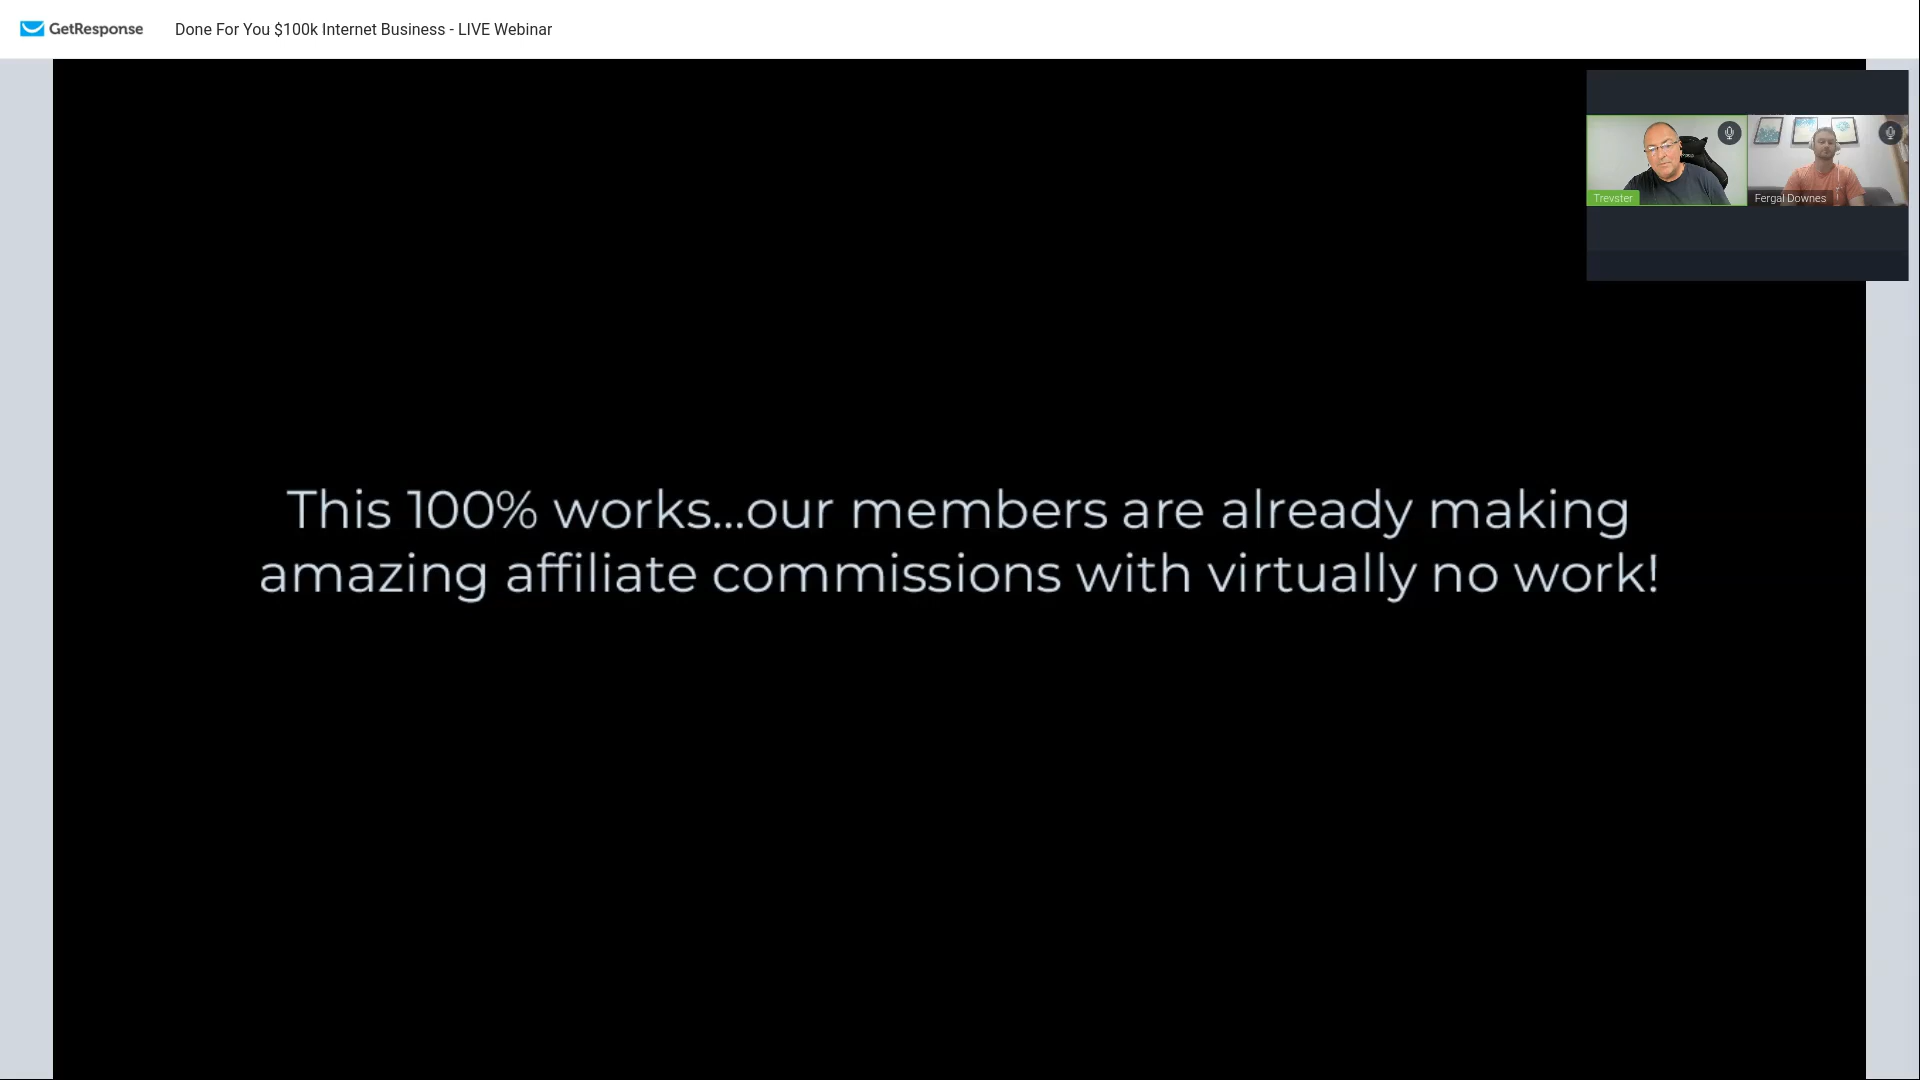 GetResponse
Done For You $100k Internet Business - LIVE Webinar
Trevster
Fergal Downes
This 100% works...our members are already making
amazing affiliate commissions with virtually no work!